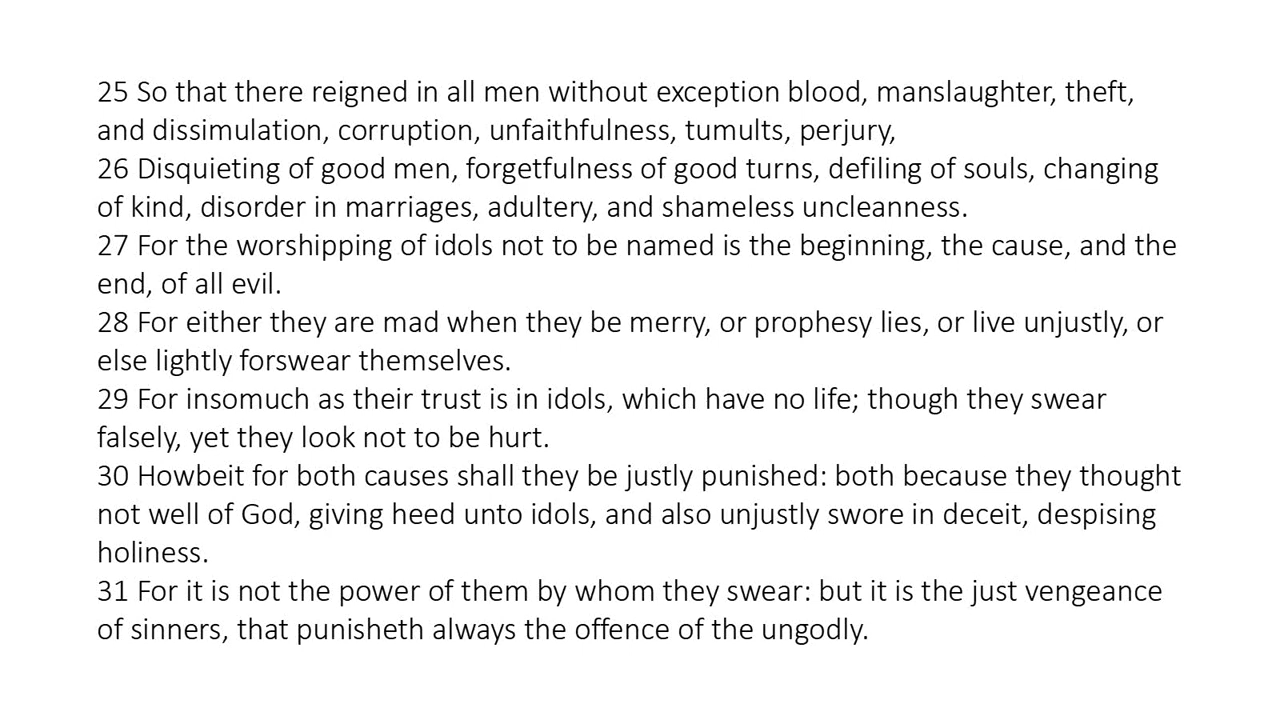 25 So that there reigned in all men without exception blood, manslaughter, theft,
and dissimulation, corruption, unfaithfulness, tumults, perjury,
26 Disquieting of good men, forgetfulness of good turns, defiling of souls, changing
of kind, disorder in marriages, adultery, and shameless uncleanness.
27 For the worshipping of idols not to be named is the beginning, the cause, and the
end, of all evil.
28 For either they are mad when they be merry, or prophesy lies, or live unjustly, or
else lightly forswear themselves.
29 For insomuch as their trust is in idols, which have no life; though they swear
falsely, yet they look not to be hurt.
30 Howbeit for both causes shall they be justly punished: both because they thought
not well of God, giving heed unto idols, and also unjustly swore in deceit, despising
holiness.
31 For it is not the power of them by whom they swear: but it is the just vengeance
of sinners, that punisheth always the offence of the ungodly.